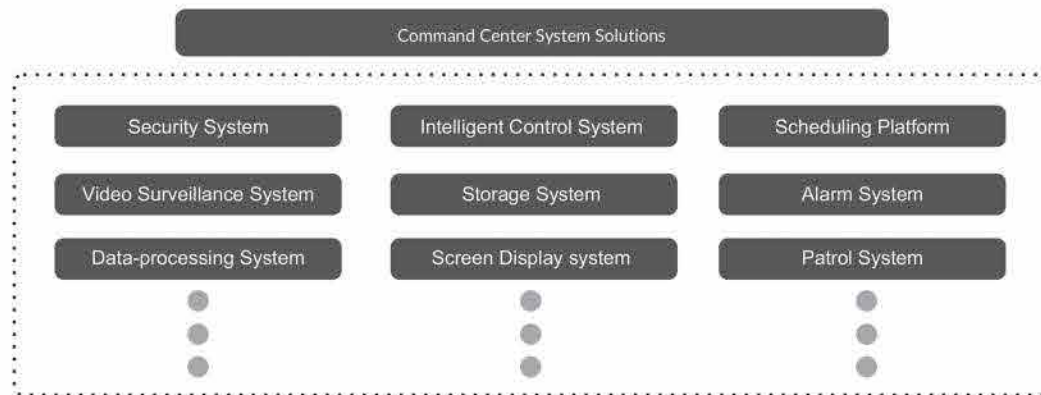 Command Center System Solutions
Security System
Intelligent Control System
Scheduling Platform
Video Surveillance System
Storage System
Alarm System
Data-processing System
Screen Display system
Patrol System